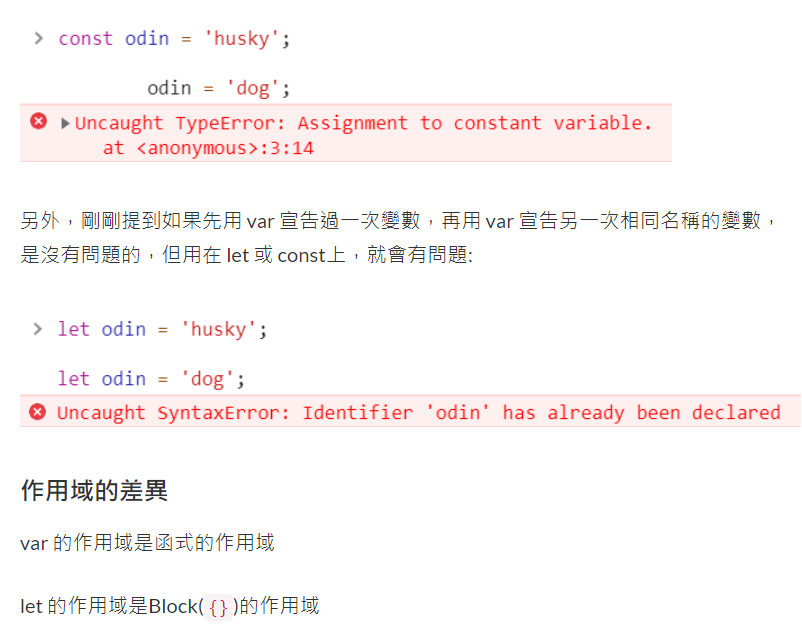 > const odin = 'husky';
odin = 'dog';
Uncaught TypeError: Assignment to constant variable.
at <anonymous>:3:14
另外，剛剛提到如果先用 var 宣告過一次變數，再用 var 宣告另一次相同名稱的變數，
是沒有問題的，但用在 let 或 const上，就會有問題:
> let odin = 'husky';
let odin = 'dog';
Uncaught SyntaxError: Identifier 'odin' has already been declared
作用域的差異
var 的作用域是函式的作用域
let 的作用域是Block({})的作用域